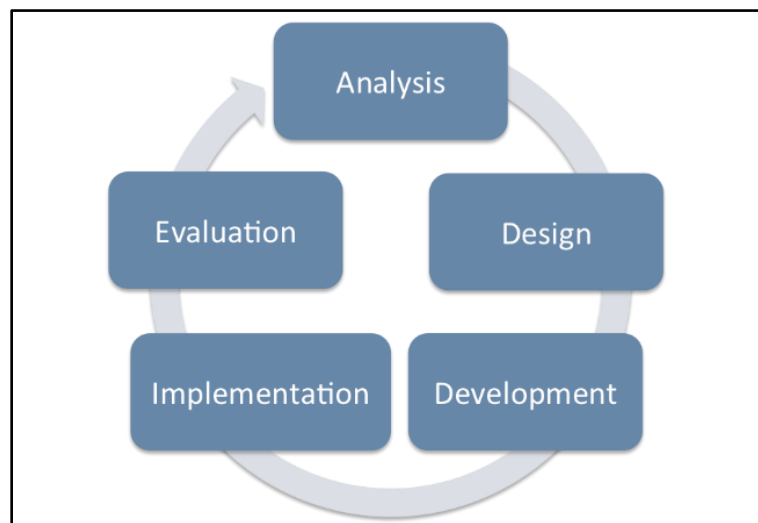 Analysis
Design
Development
Implementation
Evaluation